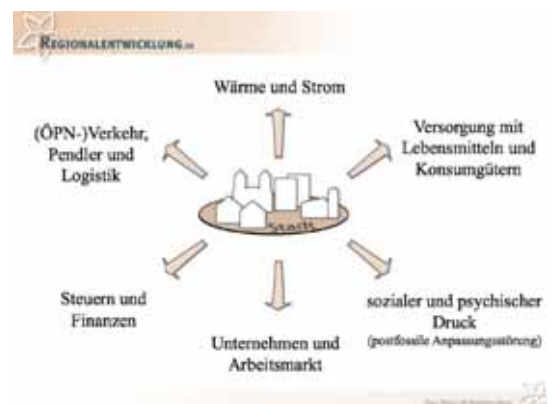 REGIONALENTWICKLUNG.
Wärme und Strom
(ÖPN-)Verkehr,
Pendler und
Logistik
Versorgung mit
Lebensmitteln und
Konsumgütern
Stadt
Steuern und
Finanzen
Unternehmen und
Arbeitsmarkt
sozialer und psychischer
Druck
(postfossile Anpassungsstörung)